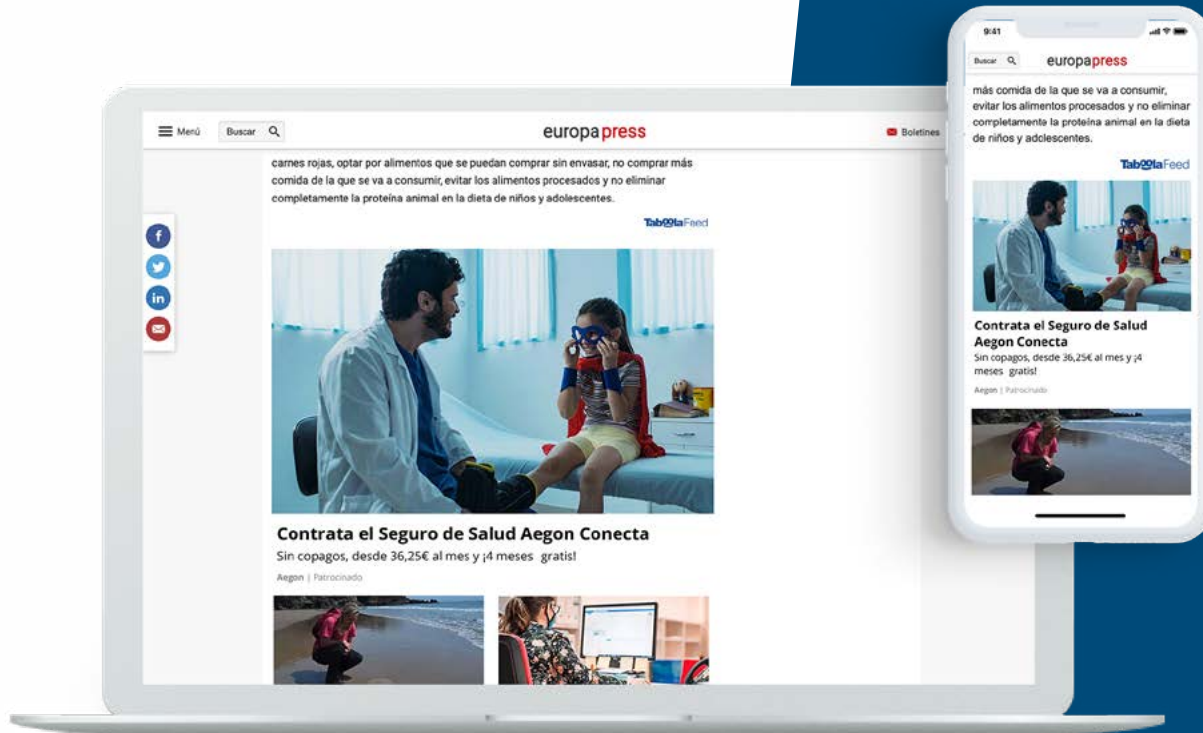 Menú
Buscar
europapress
Boletines
carnes rojas, optar por alimentos que se puedan comprar sin envasar, no comprar más
comida de la que se va a consumir, evitar los alimentos procesados y no eliminar
completamente la proteína animal en la dieta de niños y adolescentes.
Taboola Feed
f
in
Contrata el Seguro de Salud Aegon Conecta
Sin copagos, desde 36,25€ al mes y ¡4 meses gratis!
Aegon | Patrocinado
9:41
Buscar
europapress
más comida de la que se va a consumir,
evitar los alimentos procesados y no eliminar
completamente la proteína animal en la dieta
de niños y adolescentes.
Taboola Feed
Contrata el Seguro de Salud
Aegon Conecta
Sin copagos, desde 36,25€ al mes y ¡4
meses gratis!
Aegon | Patrocinado